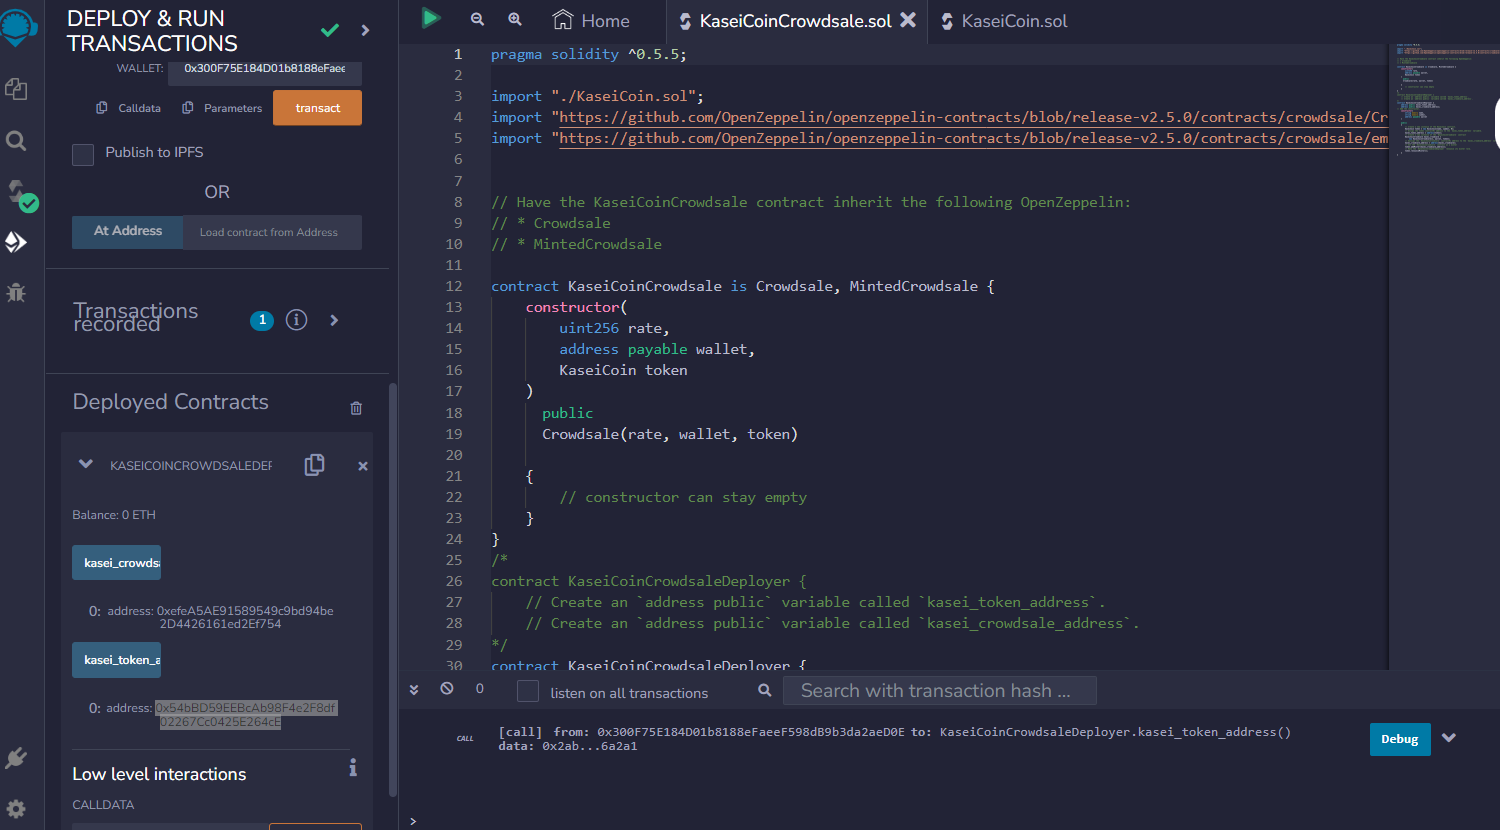 DEPLOY & RUN
TRANSACTIONS
WALLET: 0x300F75E184D01b8188eFaee
Calldata Parameters transact
Publish to IPFS
OR
At Address Load contract from Address
Transactions
recorded 1
Deployed Contracts
KASEICOINCROWDSALEDEP
Balance: 0 ETH
kasei_crowdsa
0: address: 0xefeA5AE91589549c9bd94be
2D4426161ed2Ef754
kasei_token_a
0: address: 0x54bBD59EEBcAb98F4e2F8df
02267Cc0425E264cE
Low level interactions
CALLDATA
Home KaseiCoinCrowdsale.sol KaseiCoin.sol
1 pragma solidity ^0.5.5;
2
3 import "./KaseiCoin.sol";
4 import "https://github.com/OpenZeppelin/openzeppelin-contracts/blob/release-v2.5.0/contracts/crowdsale/Cr
5 import "https://github.com/OpenZeppelin/openzeppelin-contracts/blob/release-v2.5.0/contracts/crowdsale/em
6
7
8 // Have the KaseiCoinCrowdsale contract inherit the following OpenZeppelin:
9 // * Crowdsale
10 // * MintedCrowdsale
11
12 contract KaseiCoinCrowdsale is Crowdsale, MintedCrowdsale {
13 constructor(
14 uint256 rate,
15 address payable wallet,
16 KaseiCoin token
17 )
18 public
19 Crowdsale(rate, wallet, token)
20
21 {
22 // constructor can stay empty
23 }
24 }
25 /*
26 contract KaseiCoinCrowdsaleDeployer {
27 // Create an `address public` variable called `kasei_token_address`.
28 // Create an `address public` variable called `kasei_crowdsale_address`.
29 */
30 contract KaseiCoinCrowdsaleDeployer {
0 listen on all transactions Search with transaction hash ...
CALL [call] from: 0x300F75E184D01b8188eFaeeF598dB9b3da2aeD0E to: KaseiCoinCrowdsaleDeployer.kasei_token_address()
data: 0x2ab...6a2a1
Debug
>